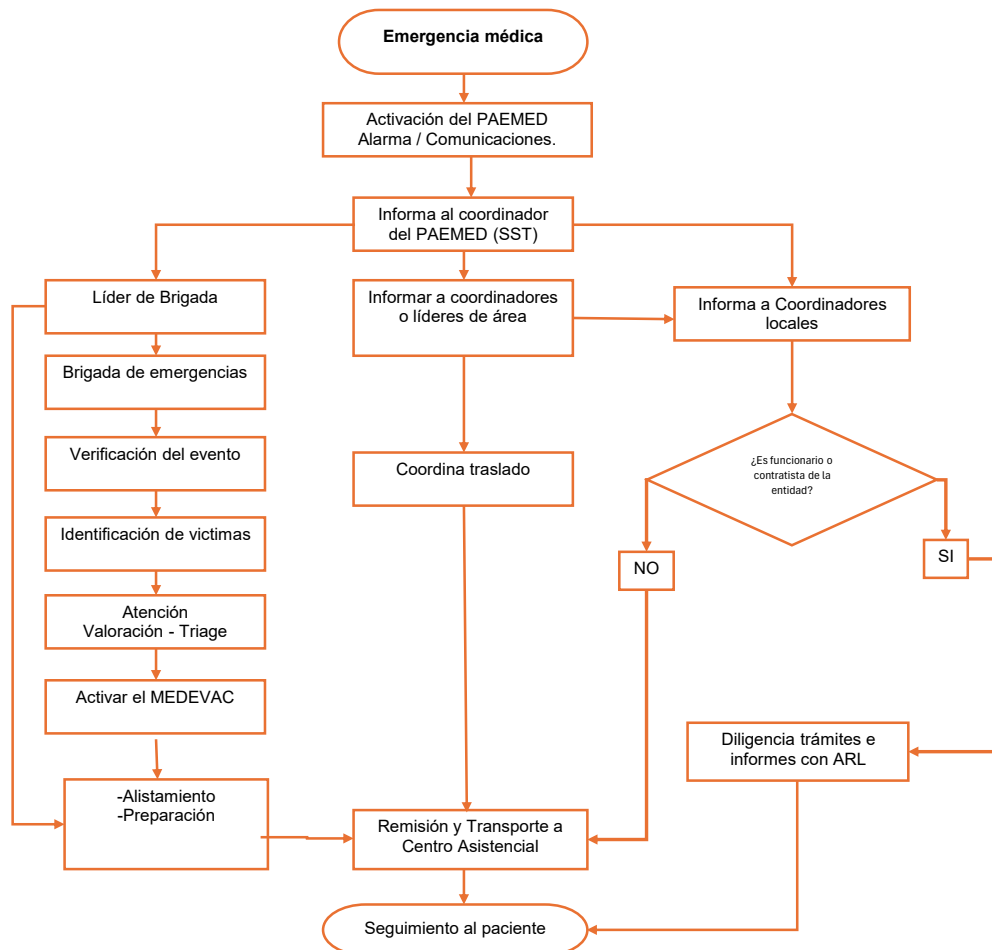 Emergencia médica
Activación del PAEMED
Alarma / Comunicaciones.
Informa al coordinador
del PAEMED (SST)
Líder de Brigada
Informar a coordinadores
o líderes de área
Informa a Coordinadores
locales
Brigada de emergencias
Verificación del evento
Coordina traslado
¿Es funcionario o
contratista de la
entidad?
Identificación de victimas
NO
SI
Atención
Valoración - Triage
Activar el MEDEVAC
Diligencia trámites e
informes con ARL
-Alistamiento
-Preparación
Remisión y Transporte a
Centro Asistencial
Seguimiento al paciente